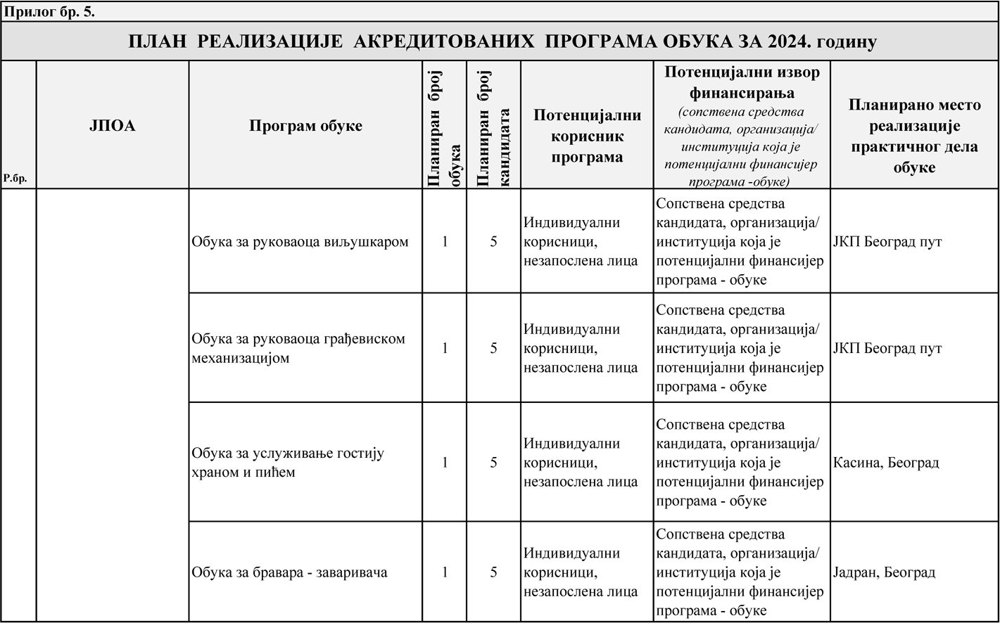 Прилог бр. 5.
ПЛАН РЕАЛИЗАЦИЈЕ АКРЕДИТОВАНИХ ПРОГРАМА ОБУКА ЗА 2024. годину
Р.бр.
ЈПОА
Програм обуке
Планиран број
обука
Планиран број
кандидата
Потенцијални
корисник
програма
Потенцијални извор
финансирања
(сопствена средства
кандидата, организација/
институција која је
потенцијални финансијер
програма -обуке)
Планирано место
реализације
практичног дела
обуке
Обука за руковаоца виљушкаром
1
5
Индивидуални
корисници,
незапослена лица
Сопствена средства
кандидата, организација/
институција која је
потенцијални финансијер
програма - обуке
ЈКП Београд пут
Обука за руковаоца грађевиском
механизацијом
1
5
Индивидуални
корисници,
незапослена лица
Сопствена средства
кандидата, организација/
институција која је
потенцијални финансијер
програма - обуке
ЈКП Београд пут
Обука за услуживање гостију
храном и пићем
1
5
Индивидуални
корисници,
незапослена лица
Сопствена средства
кандидата, организација/
институција која је
потенцијални финансијер
програма - обуке
Касина, Београд
Обука за бравара - заваривача
1
5
Индивидуални
корисници,
незапослена лица
Сопствена средства
кандидата, организација/
институција која је
потенцијални финансијер
програма - обуке
Јадран, Београд